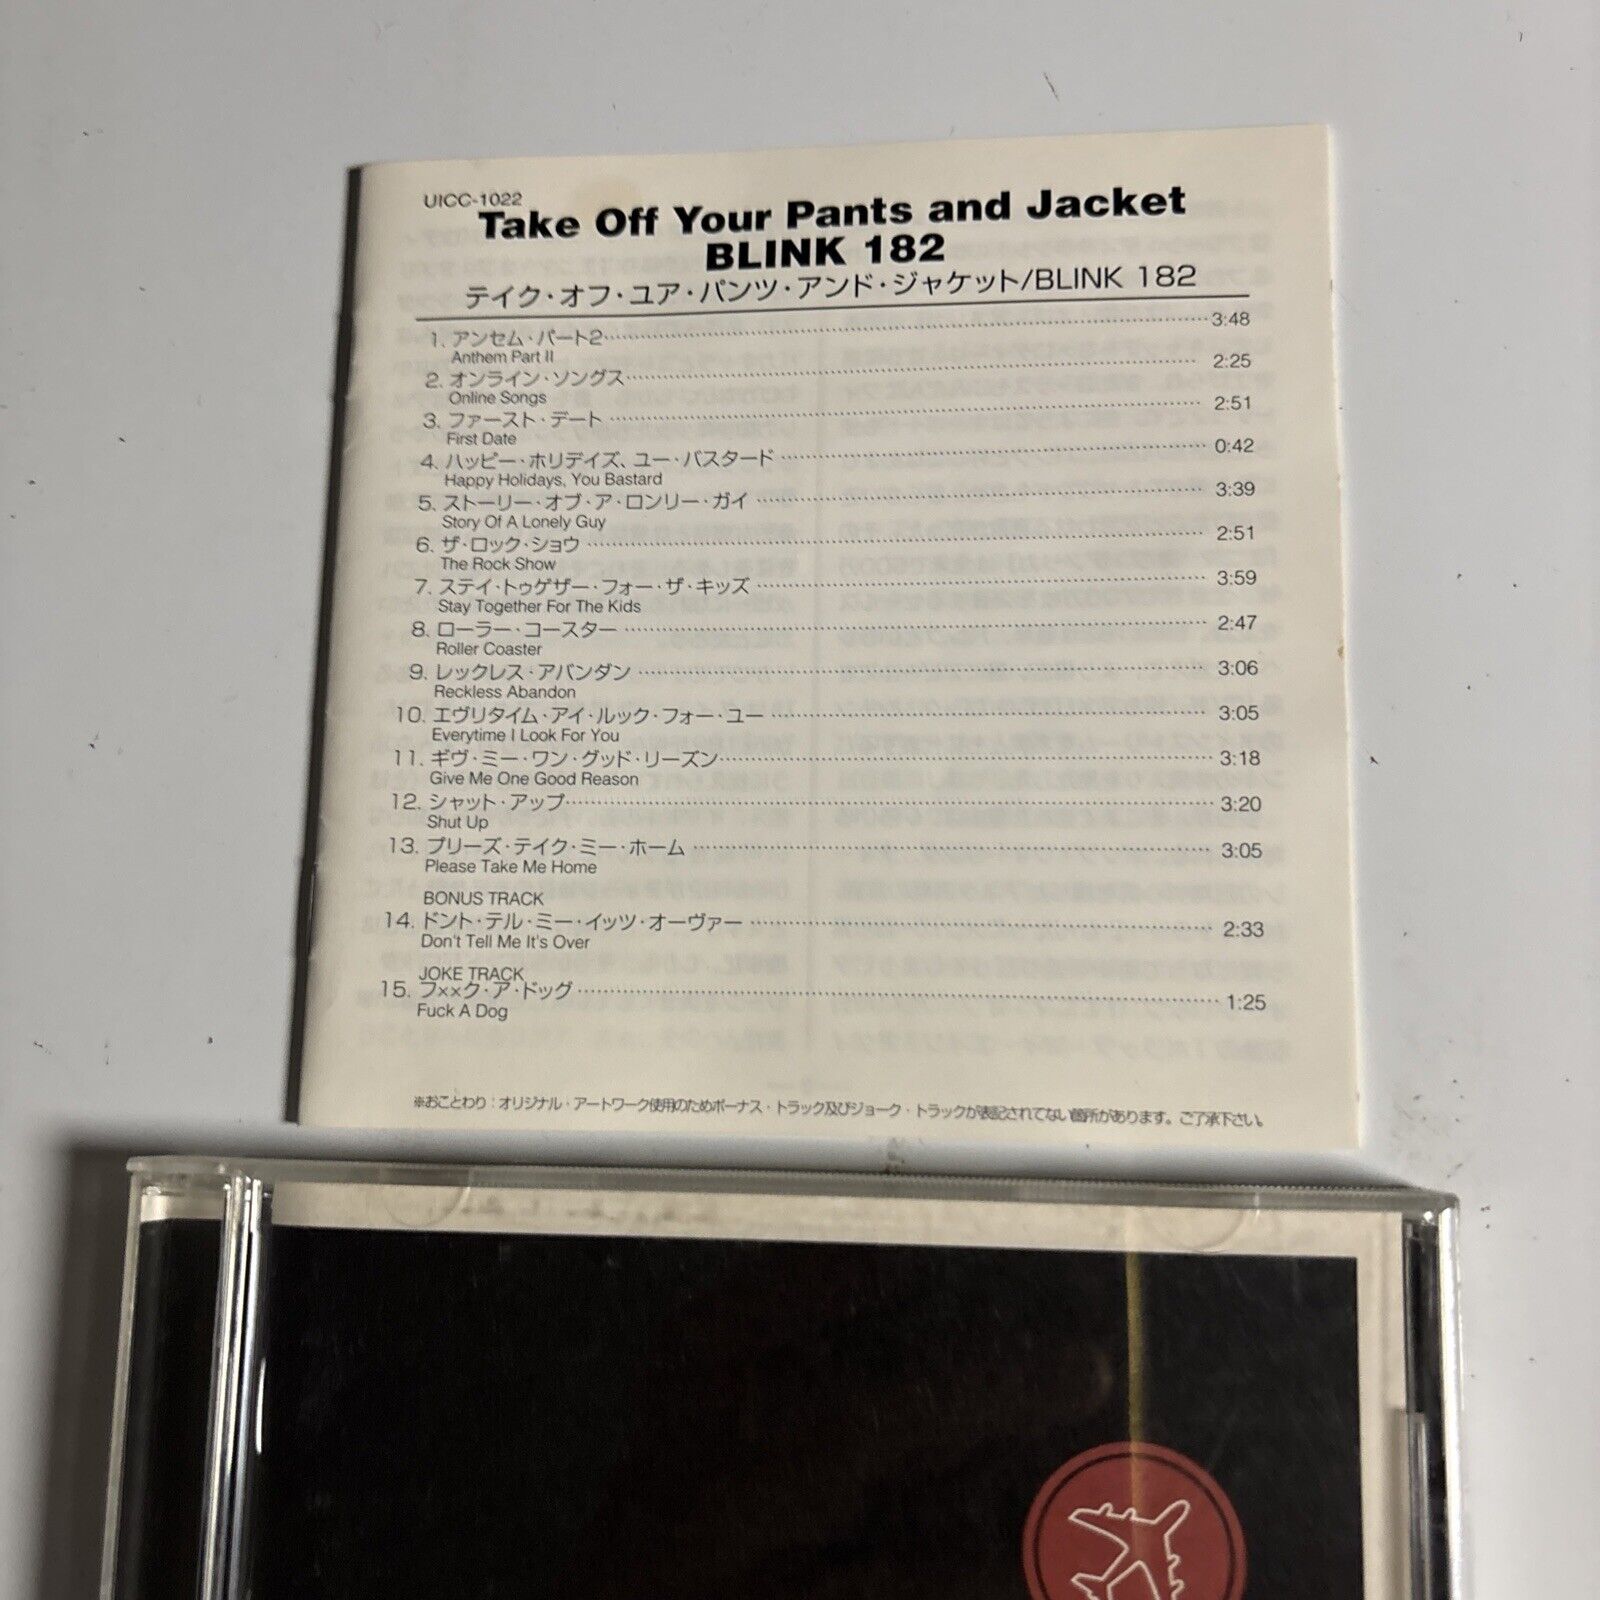 UICC-1022
Take Off Your Pants and Jacket
BLINK 182
テイク・オフ・ユア・パンツ・アンド・ジャケット/BLINK 182
1. アンセム・パート2 3:48
Anthem Part II
2. オンライン・ソングス 2:25
Online Songs
3. ファースト・デート 2:51
First Date
4. ハッピー・ホリデイズ、ユー・バスタード 0:42
Happy Holidays, You Bastard
5. ストーリー・オブ・ア・ロンリー・ガイ 3:39
Story Of A Lonely Guy
6. ザ・ロック・ショウ 2:51
The Rock Show
7. ステイ・トゥゲザー・フォー・ザ・キッズ 3:59
Stay Together For The Kids
8. ローラー・コースター 2:47
Roller Coaster
9. レックレス・アバンダン 3:06
Reckless Abandon
10. エヴリタイム・アイ・ルック・フォー・ユー 3:05
Everytime I Look For You
11. ギヴ・ミー・ワン・グッド・リーズン 3:18
Give Me One Good Reason
12. シャット・アップ 3:20
Shut Up
13. プリーズ・テイク・ミー・ホーム 3:05
Please Take Me Home
BONUS TRACK
14. ドント・テル・ミー・イッツ・オーヴァー 2:33
Don't Tell Me It's Over
JOKE TRACK
15. フ××ク・ア・ドッグ 1:25
Fuck A Dog
※おことわり：オリジナル・アートワーク使用のためボーナス・トラック及びジョーク・トラックが表記されてない箇所があります。ご了承下さい。